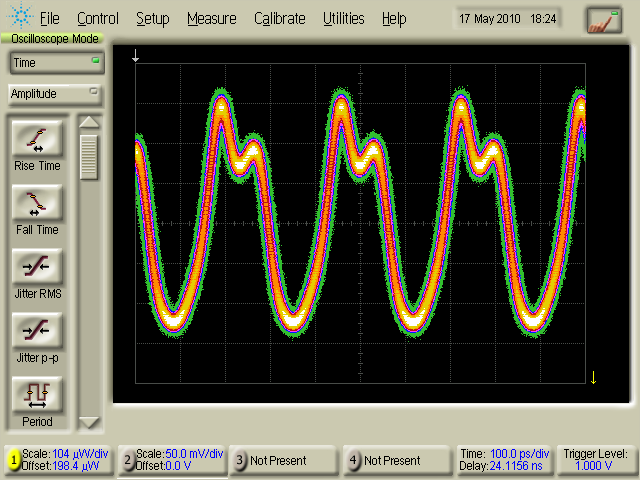 File Control Setup Measure Calibrate Utilities Help 17 May 2010 18:24
Oscilloscope Mode
Time
Amplitude
Rise Time
Fall Time
Jitter RMS
Jitter p-p
Period
1 Scale: 104 µW/div
Offset: 198.4 µW
2 Scale: 50.0 mV/div
Offset: 0.0 V
3 Not Present
4 Not Present
Time: 100.0 ps/div
Delay: 24.1156 ns
Trigger Level:
1.000 V